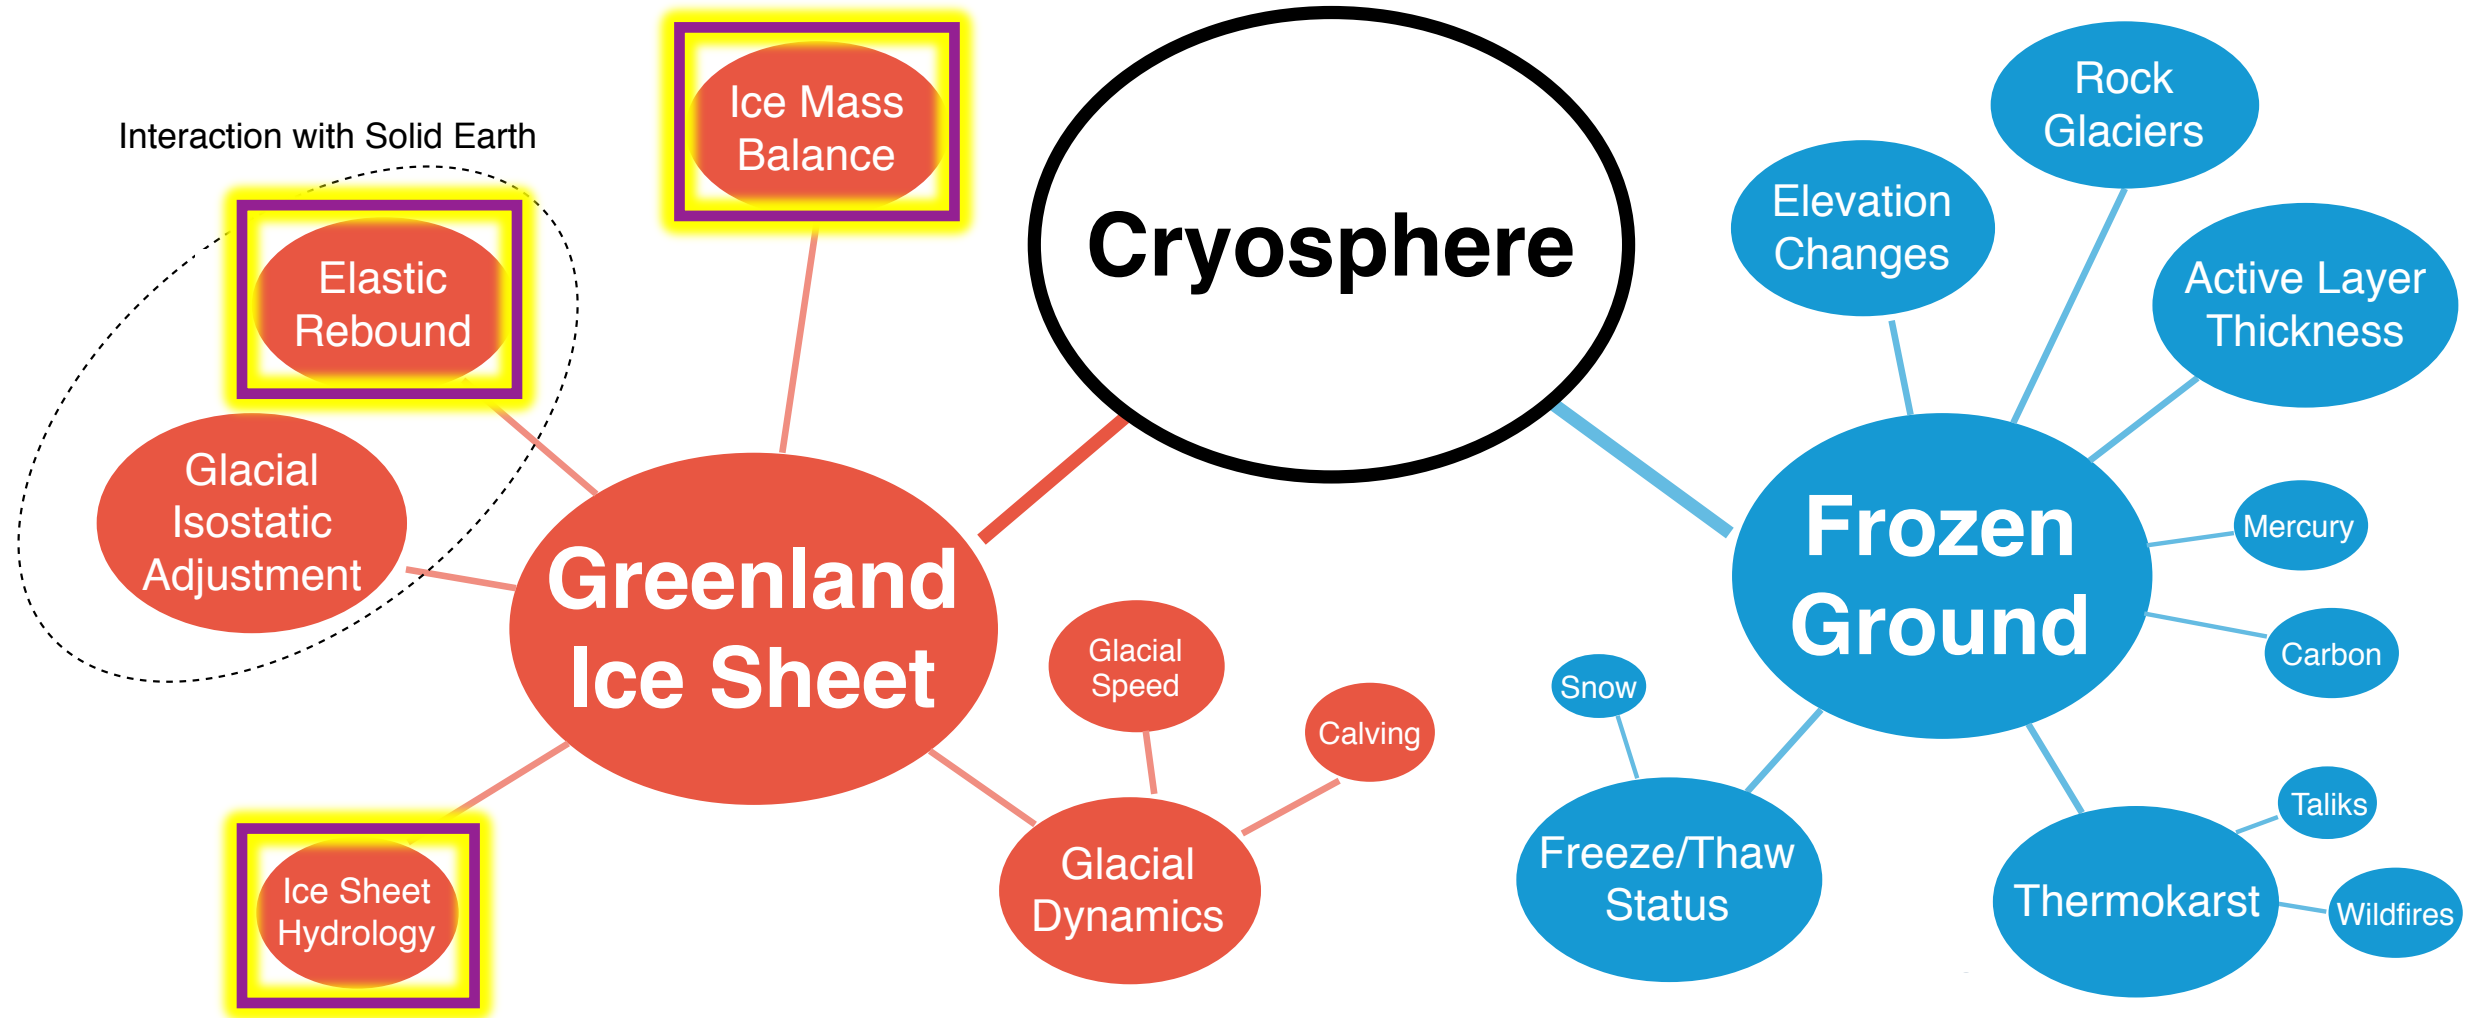 Interaction with Solid Earth
Ice Mass
Balance
Cryosphere
Rock
Glaciers
Elevation
Changes
Active Layer
Thickness
Elastic
Rebound
Glacial
Isostatic
Adjustment
Greenland
Ice Sheet
Frozen
Ground
Mercury
Carbon
Glacial
Speed
Calving
Snow
Taliks
Ice Sheet
Hydrology
Glacial
Dynamics
Freeze/Thaw
Status
Thermokarst
Wildfires